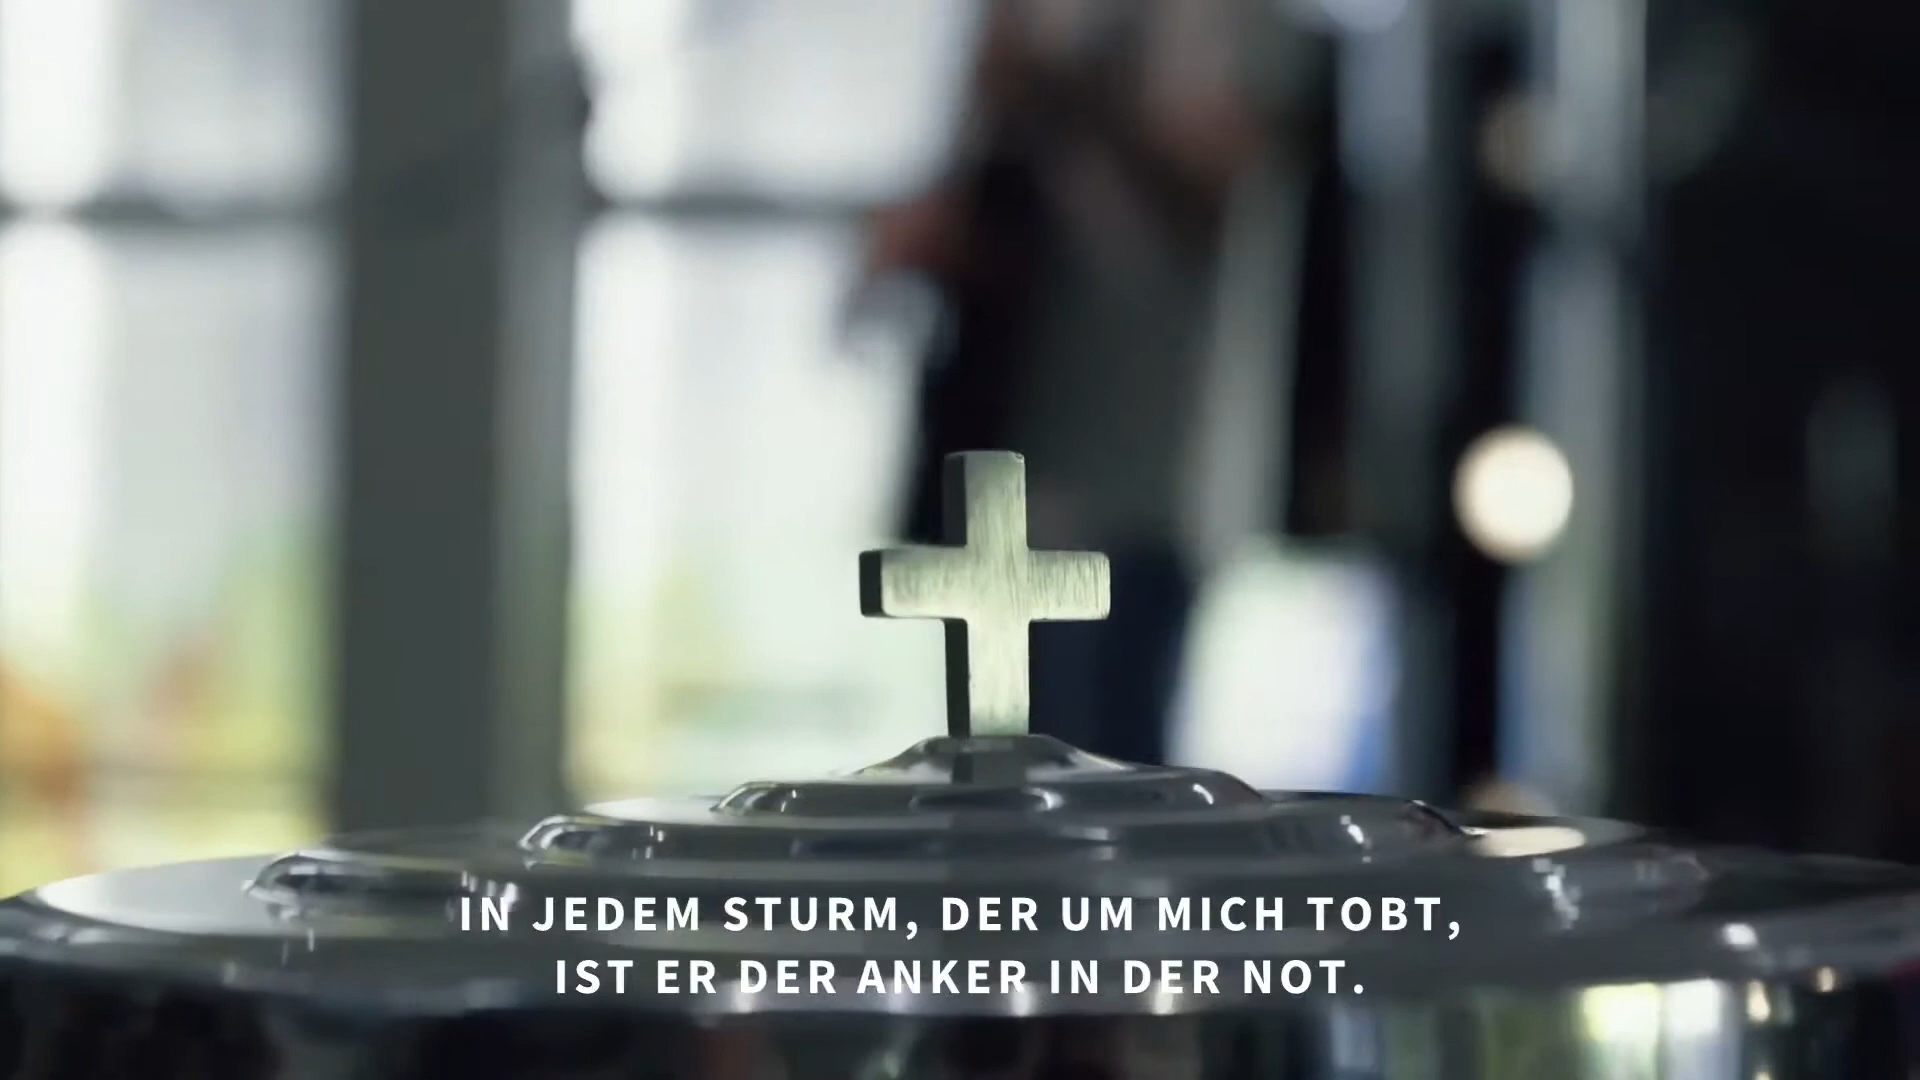 IN JEDEM STURM, DER UM MICH TOBT,
IST ER DER ANKER IN DER NOT.